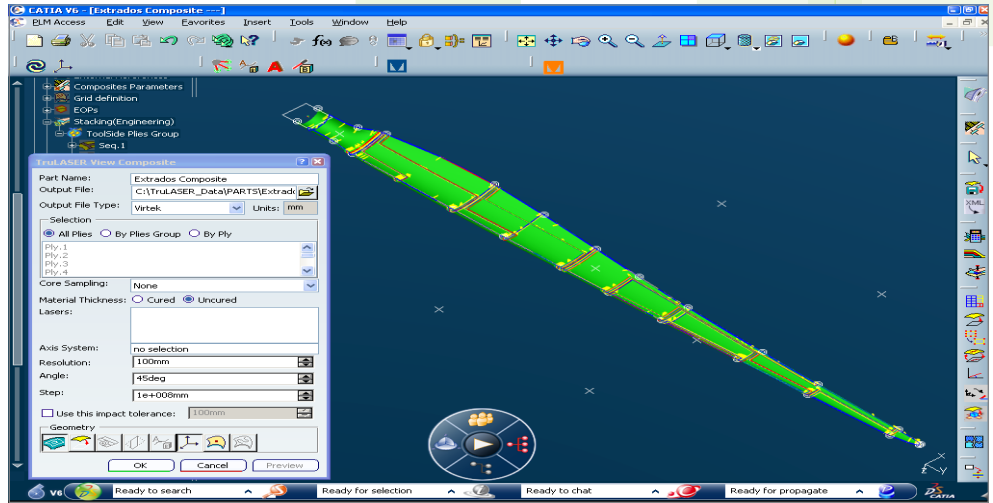 CATIA V6 - [Extrados Composite ---]
PLM Access Edit View Favorites Insert Tools Window Help
f(x)
A
Composites Parameters
Grid definition
EOPs
Stacking(Engineering)
ToolSide Plies Group
Seq.1
XML
TruLASER View Composite
Part Name: Extrados Composite
Output File: C:\TruLASER_Data\PARTS\Extrado
Output File Type: Virtek Units: mm
Selection
All Plies By Plies Group By Ply
Ply.1
Ply.2
Ply.3
Ply.4
Core Sampling: None
Material Thickness: Cured Uncured
Lasers:
Axis System: no selection
Resolution: 100mm
Angle: 45deg
Step: 1e+008mm
Use this impact tolerance: 100mm
Geometry
OK Cancel Preview
x
y
z
V6 Ready to search Ready for selection Ready to chat Ready for propagate DS CATIA